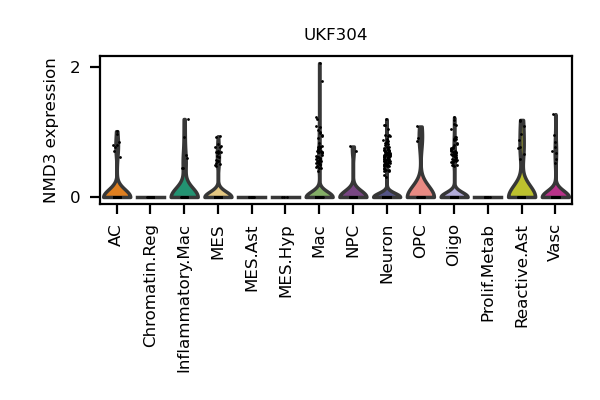 UKF304
NMD3 expression
2
0
AC
Chromatin.Reg
Inflammatory.Mac
MES
MES.Ast
MES.Hyp
Mac
NPC
Neuron
OPC
Oligo
Prolif.Metab
Reactive.Ast
Vasc